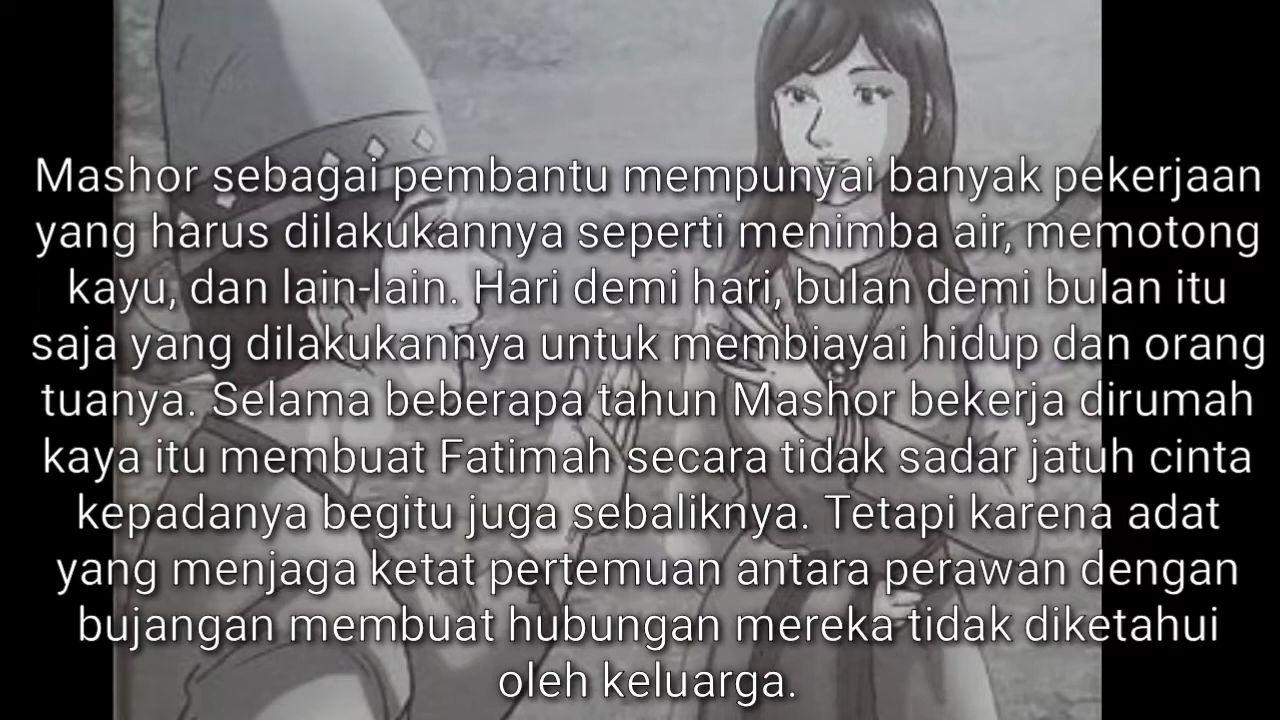 Mashor sebagai pembantu mempunyai banyak pekerjaan
yang harus dilakukannya seperti menimba air, memotong
kayu, dan lain-lain. Hari demi hari, bulan demi bulan itu
saja yang dilakukannya untuk membiayai hidup dan orang
tuanya. Selama beberapa tahun Mashor bekerja dirumah
kaya itu membuat Fatimah secara tidak sadar jatuh cinta
kepadanya begitu juga sebaliknya. Tetapi karena adat
yang menjaga ketat pertemuan antara perawan dengan
bujangan membuat hubungan mereka tidak diketahui
oleh keluarga.